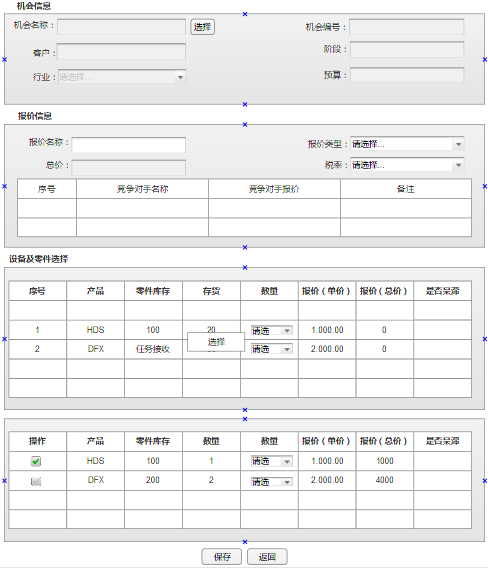 机会信息
机会名称： 选择 机会编号：
客户： 阶段：
行业： 请选择... 预算：
报价信息
报价名称： 报价类型： 请选择...
总价： 税率： 请选择...
序号 竞争对手名称 竞争对手报价 备注
设备及零件选择
序号 产品 零件库存 存货 数量 报价（单价） 报价（总价） 是否呆滞
1 HDS 100 20 请选 1.000.00 0
选择
2 DFX 任务接收 请选 2.000.00 0
操作 产品 零件库存 数量 数量 报价（单价） 报价（总价） 是否呆滞
HDS 100 1 请选 1.000.00 1000
DFX 200 2 请选 2.000.00 4000
保存 返回